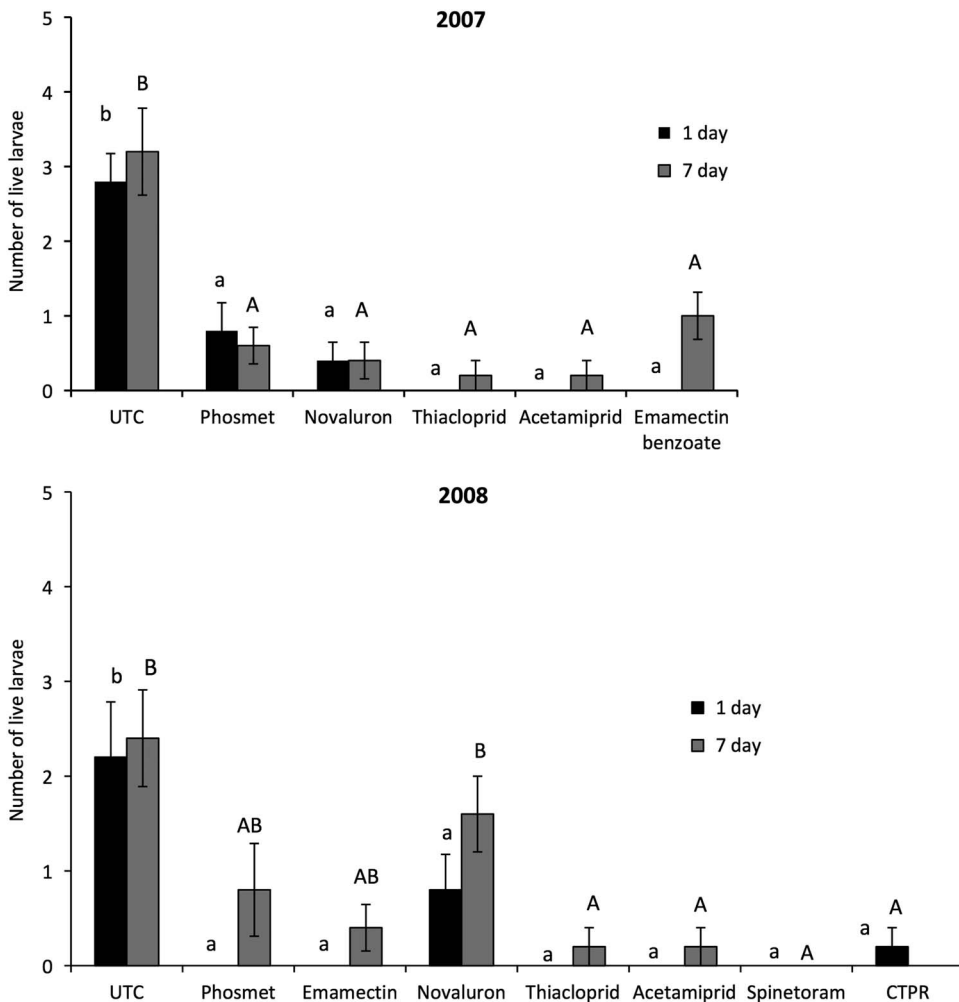 2007
5
4
3
2
1
0
Number of live larvae
b B
a A
a A
a A
a A
a A
1 day
7 day
UTC Phosmet Novaluron Thiacloprid Acetamiprid Emamectin
benzoate
2008
5
4
3
2
1
0
Number of live larvae
b B
a AB
a AB
a B
a A
a A
a A
a A
1 day
7 day
UTC Phosmet Emamectin Novaluron Thiacloprid Acetamiprid Spinetoram CTPR